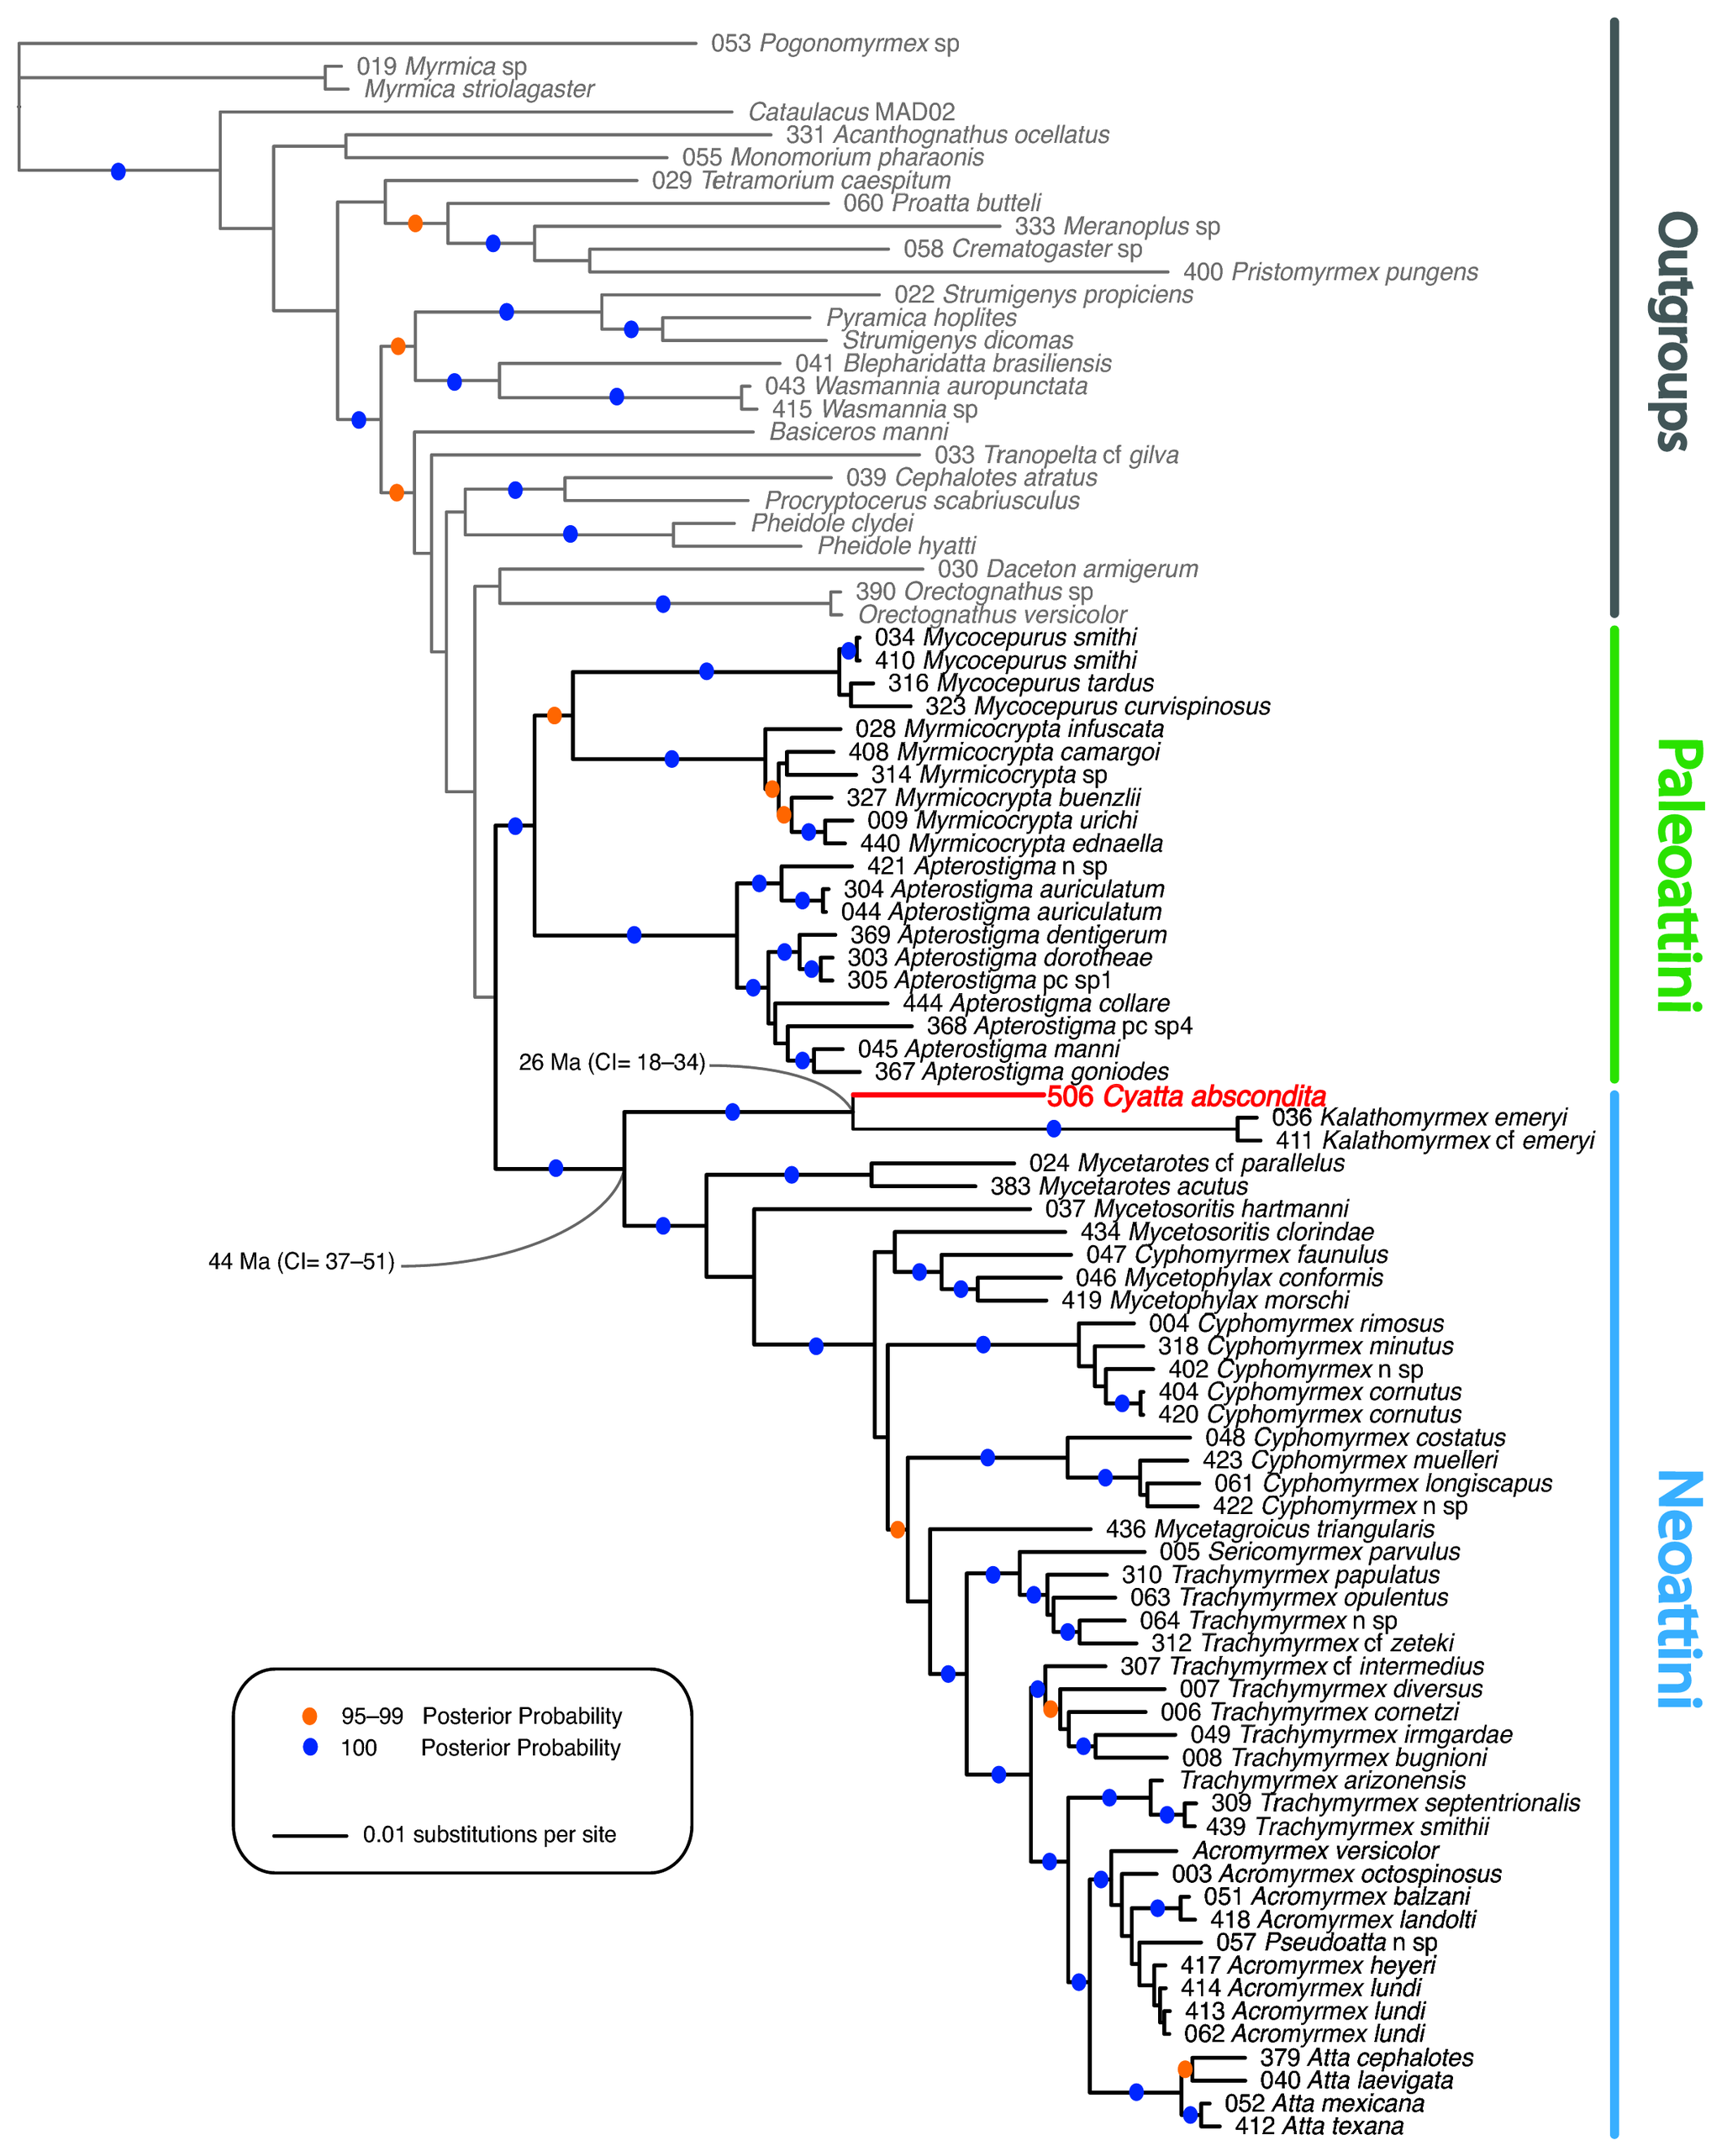 053 Pogonomyrmex sp
019 Myrmica sp
Myrmica striolagaster
Cataulacus MAD02
331 Acanthognathus ocellatus
055 Monomorium pharaonis
029 Tetramorium caespitum
060 Proatta butteli
333 Meranoplus sp
058 Crematogaster sp
400 Pristomyrmex pungens
022 Strumigenys propiciens
Pyramica hoplites
Strumigenys dicomas
041 Blepharidatta brasiliensis
043 Wasmannia auropunctata
415 Wasmannia sp
Basiceros manni
033 Tranopelta cf gilva
039 Cephalotes atratus
Procryptocerus scabriusculus
Pheidole clydei
Pheidole hyatti
030 Daceton armigerum
390 Orectognathus sp
Orectognathus versicolor
Outgroups
034 Mycocepurus smithi
410 Mycocepurus smithi
316 Mycocepurus tardus
323 Mycocepurus curvispinosus
028 Myrmicocrypta infuscata
408 Myrmicocrypta camargoi
314 Myrmicocrypta sp
327 Myrmicocrypta buenzlii
009 Myrmicocrypta urichi
440 Myrmicocrypta ednaella
421 Apterostigma n sp
304 Apterostigma auriculatum
044 Apterostigma auriculatum
369 Apterostigma dentigerum
303 Apterostigma dorotheae
305 Apterostigma pc sp1
444 Apterostigma collare
368 Apterostigma pc sp4
045 Apterostigma manni
367 Apterostigma goniodes
Paleoattini
26 Ma (CI= 18–34)
506 Cyatta abscondita
036 Kalathomyrmex emeryi
411 Kalathomyrmex cf emeryi
024 Mycetarotes cf parallelus
383 Mycetarotes acutus
037 Mycetosoritis hartmanni
434 Mycetosoritis clorindae
047 Cyphomyrmex faunulus
44 Ma (CI= 37–51)
046 Mycetophylax conformis
419 Mycetophylax morschi
004 Cyphomyrmex rimosus
318 Cyphomyrmex minutus
402 Cyphomyrmex n sp
404 Cyphomyrmex cornutus
420 Cyphomyrmex cornutus
048 Cyphomyrmex costatus
423 Cyphomyrmex muelleri
061 Cyphomyrmex longiscapus
422 Cyphomyrmex n sp
436 Mycetagroicus triangularis
005 Sericomyrmex parvulus
310 Trachymyrmex papulatus
063 Trachymyrmex opulentus
064 Trachymyrmex n sp
312 Trachymyrmex cf zeteki
307 Trachymyrmex cf intermedius
007 Trachymyrmex diversus
006 Trachymyrmex cornetzi
049 Trachymyrmex irmgardae
008 Trachymyrmex bugnioni
Trachymyrmex arizonensis
309 Trachymyrmex septentrionalis
439 Trachymyrmex smithii
Acromyrmex versicolor
003 Acromyrmex octospinosus
051 Acromyrmex balzani
418 Acromyrmex landolti
057 Pseudoatta n sp
417 Acromyrmex heyeri
414 Acromyrmex lundi
413 Acromyrmex lundi
062 Acromyrmex lundi
379 Atta cephalotes
040 Atta laevigata
052 Atta mexicana
412 Atta texana
Neoattini
95–99 Posterior Probability
100 Posterior Probability
0.01 substitutions per site